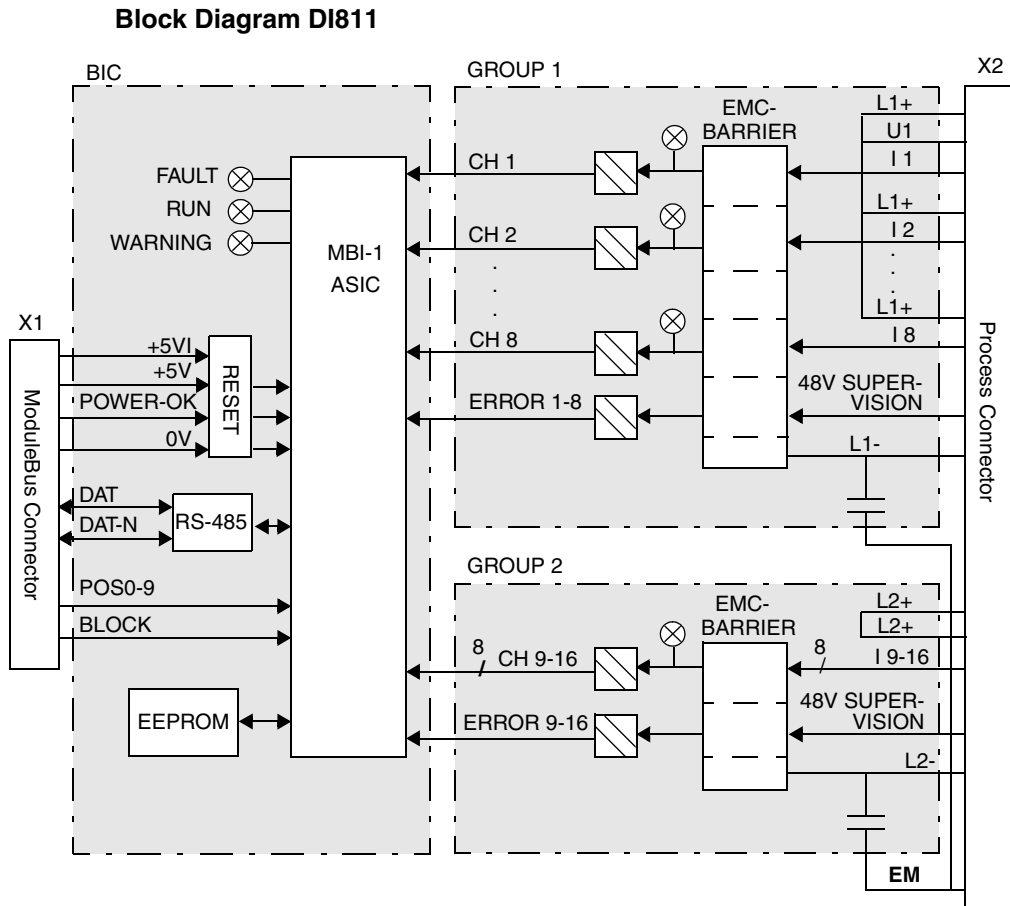 Block Diagram DI811
BIC
GROUP 1
X2
EMC-
BARRIER
L1+
U1
I 1
L1+
I 2
.
.
.
L1+
I 8
48V SUPER-
VISION
L1-
FAULT
RUN
WARNING
MBI-1
ASIC
CH 1
CH 2
.
.
.
CH 8
ERROR 1-8
X1
ModuleBus Connector
+5VI
+5V
POWER-OK
0V
RESET
DAT
DAT-N
RS-485
POS0-9
BLOCK
EEPROM
Process Connector
GROUP 2
EMC-
BARRIER
L2+
L2+
8
/
CH 9-16
8
/
I 9-16
ERROR 9-16
48V SUPER-
VISION
L2-
EM